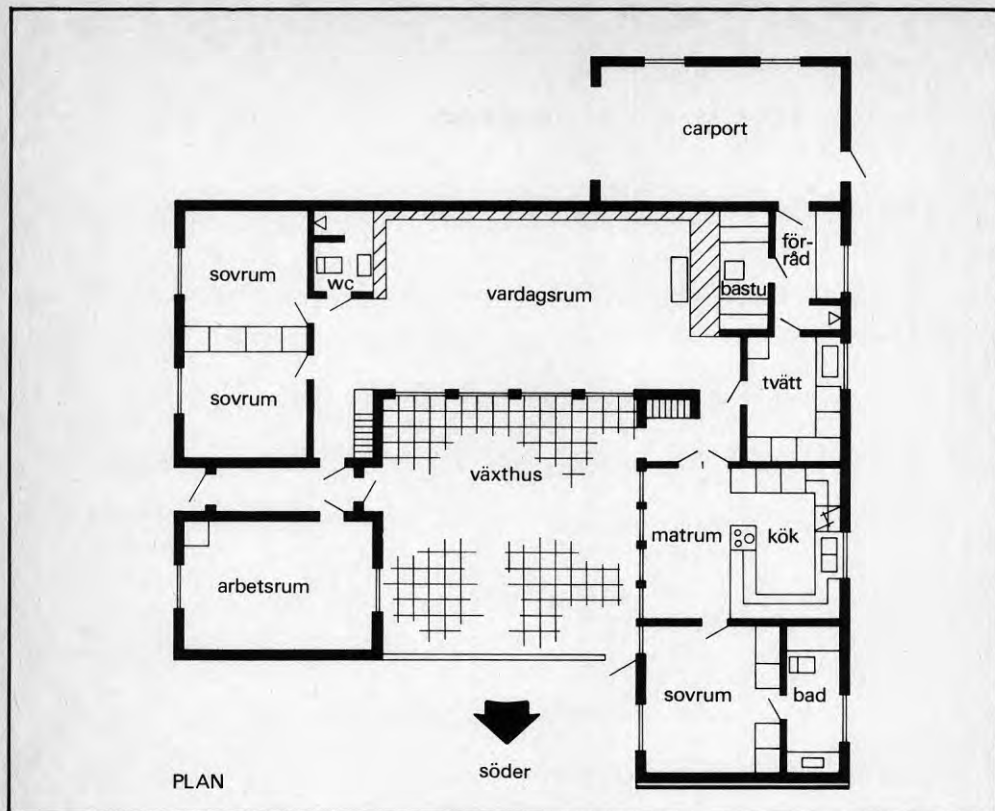 carport
sovrum
wc
vardagsrum
bastu
för-
råd
sovrum
tvätt
växthus
matrum
kök
arbetsrum
sovrum
bad
söder
PLAN